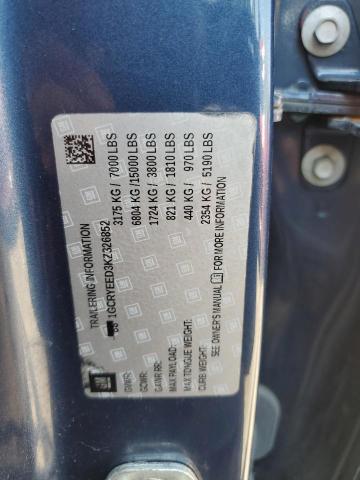 TRAILERING INFORMATION
1GCRYEED3KZ326852
GVWR: 3175 KG / 7000 LBS
GCWR: 6804 KG /15000 LBS
GAWR RR: 1724 KG / 3800 LBS
MAX PAYLOAD: 821 KG / 1810 LBS
MAX TONGUE WEIGHT: 440 KG / 970 LBS
CURB WEIGHT: 2354 KG / 5190 LBS
SEE OWNER'S MANUAL FOR MORE INFORMATION
GM